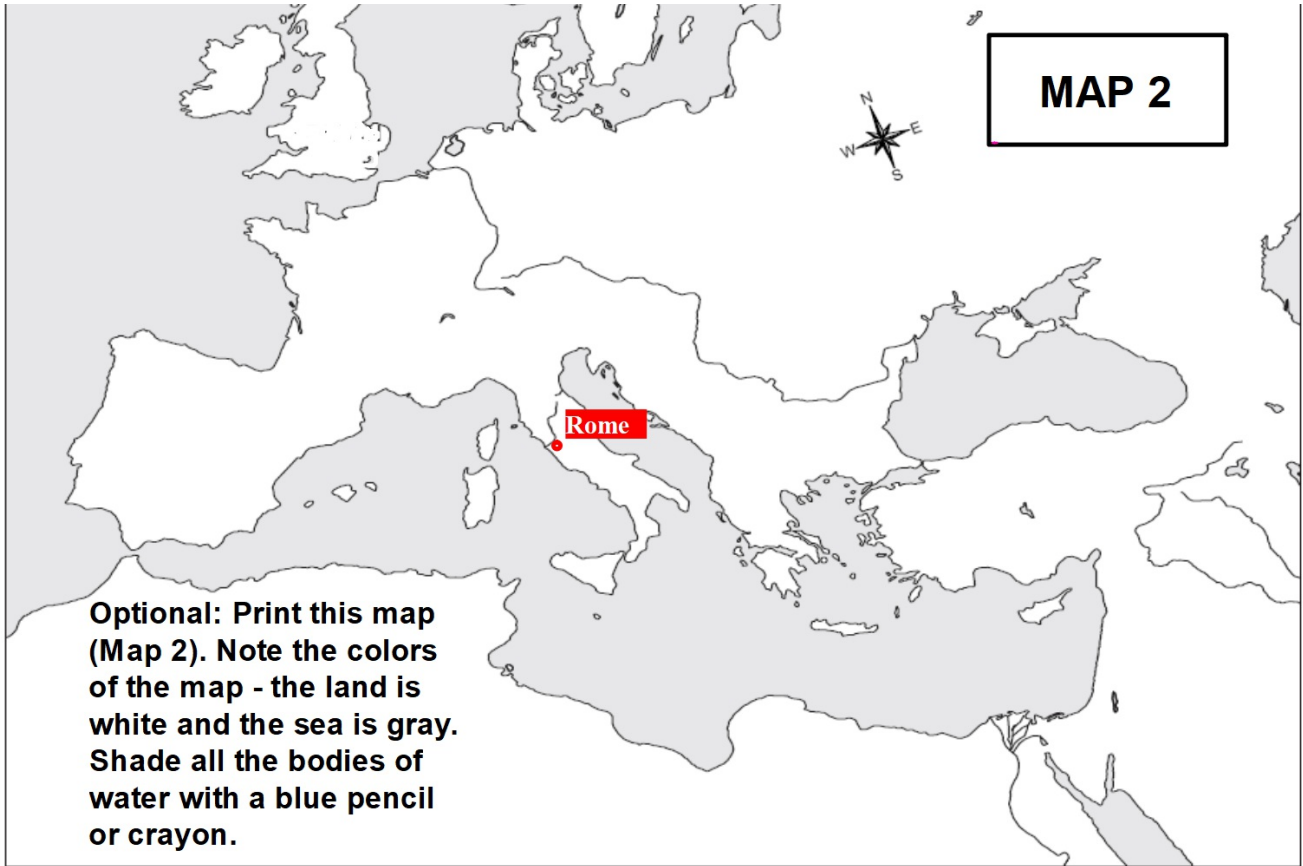 MAP 2
N
W E
S
Rome
Optional: Print this map
(Map 2). Note the colors
of the map - the land is
white and the sea is gray.
Shade all the bodies of
water with a blue pencil
or crayon.